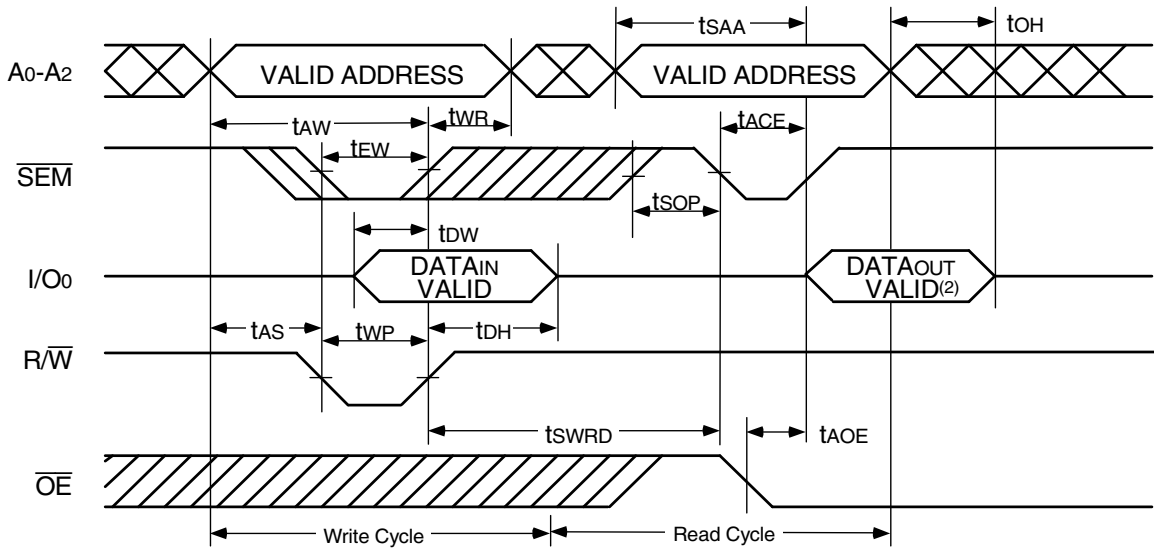 tSAA
tOH
A0-A2
VALID ADDRESS
VALID ADDRESS
tAW
tWR
tACE
tEW
SEM
tSOP
tDW
I/O0
DATAIN
VALID
DATAOUT
VALID(2)
tAS
tWP
tDH
R/W
tSWRD
tAOE
OE
Write Cycle
Read Cycle